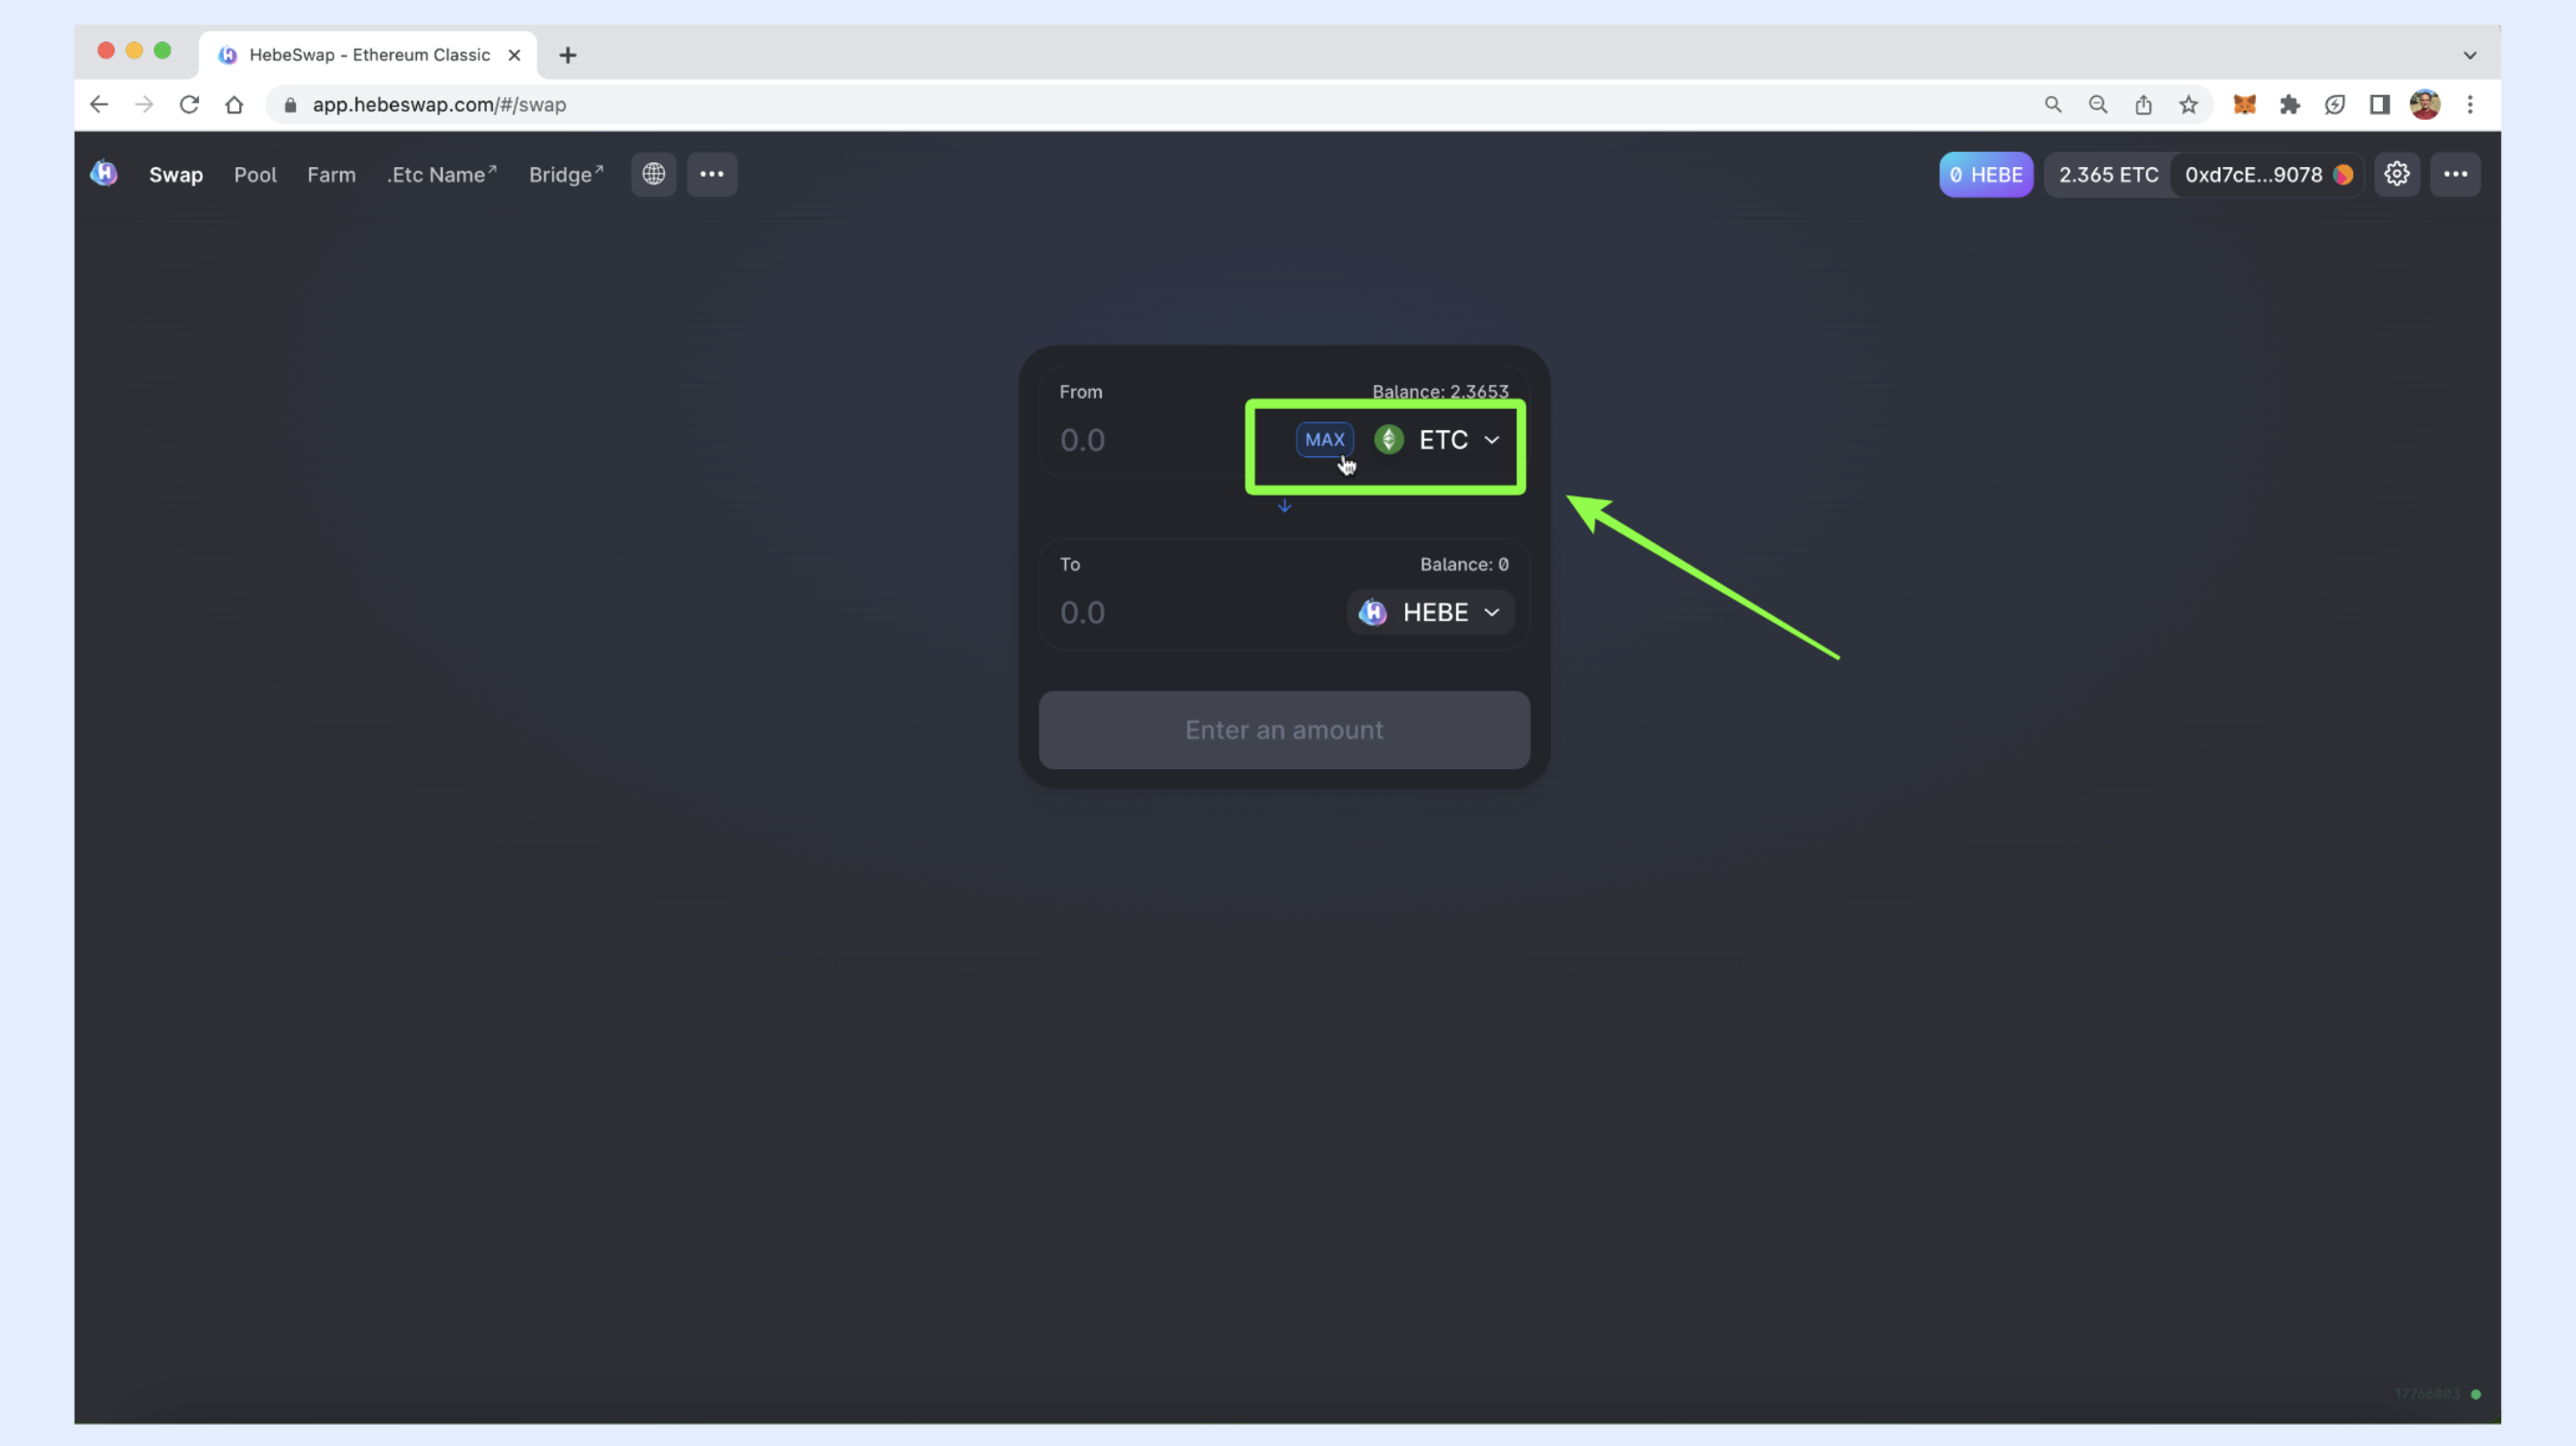 HebeSwap - Ethereum Classic
app.hebeswap.com/#/swap
Swap Pool Farm .Etc Name↗ Bridge↗ ••• 0 HEBE 2.365 ETC 0xd7cE...9078 •••
From Balance: 2.3653
0.0 MAX ETC
To Balance: 0
0.0 HEBE
Enter an amount
17766003